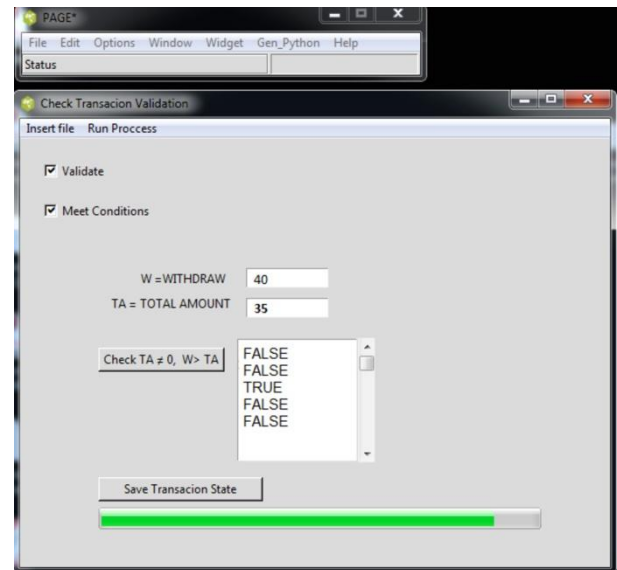 PAGE*
File Edit Options Window Widget Gen_Python Help
Status
Check Transacion Validation
Insert file Run Proccess
Validate
Meet Conditions
W =WITHDRAW 40
TA = TOTAL AMOUNT 35
Check TA ≠ 0, W> TA
FALSE
FALSE
TRUE
FALSE
FALSE
Save Transacion State